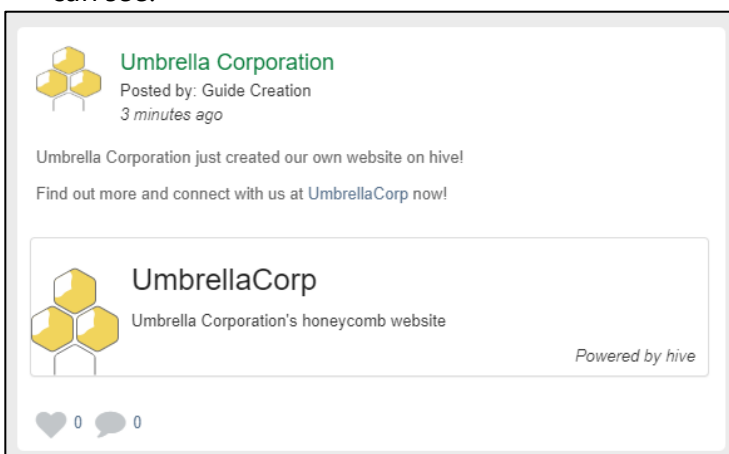 Umbrella Corporation
Posted by: Guide Creation
3 minutes ago
Umbrella Corporation just created our own website on hive!
Find out more and connect with us at UmbrellaCorp now!
UmbrellaCorp
Umbrella Corporation's honeycomb website
Powered by hive
0 0